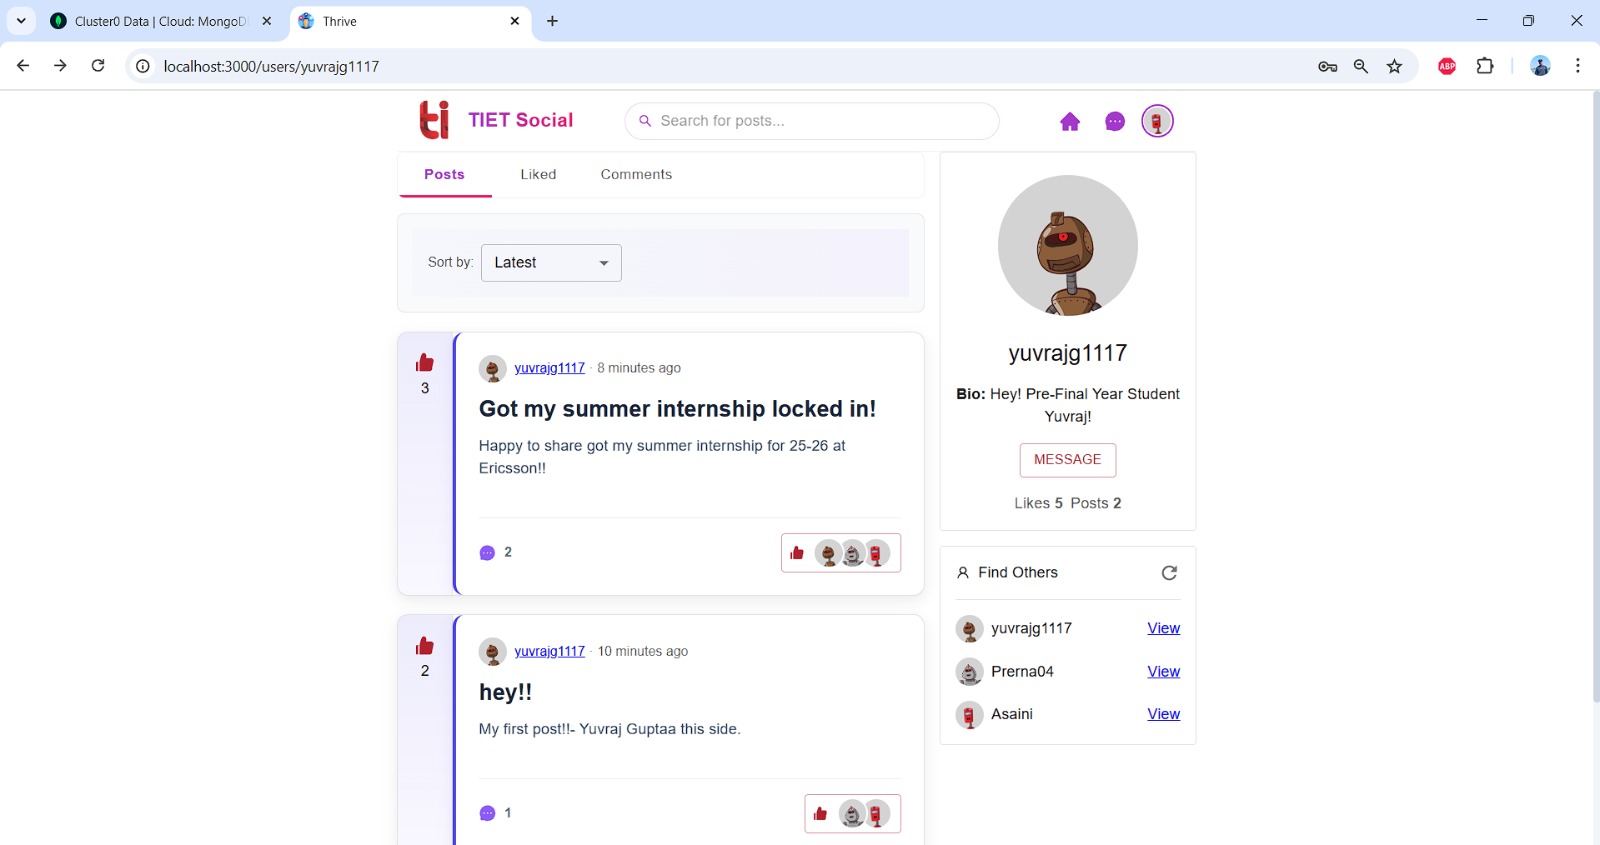 Cluster0 Data | Cloud: MongoD
Thrive
localhost:3000/users/yuvrajg1117
ABP
ti TIET Social
Search for posts...
Posts Liked Comments
Sort by: Latest
3
yuvrajg1117 · 8 minutes ago
Got my summer internship locked in!
Happy to share got my summer internship for 25-26 at
Ericsson!!
2
2
yuvrajg1117 · 10 minutes ago
hey!!
My first post!!- Yuvraj Guptaa this side.
1
yuvrajg1117
Bio: Hey! Pre-Final Year Student
Yuvraj!
MESSAGE
Likes 5 Posts 2
Find Others
yuvrajg1117 View
Prerna04 View
Asaini View